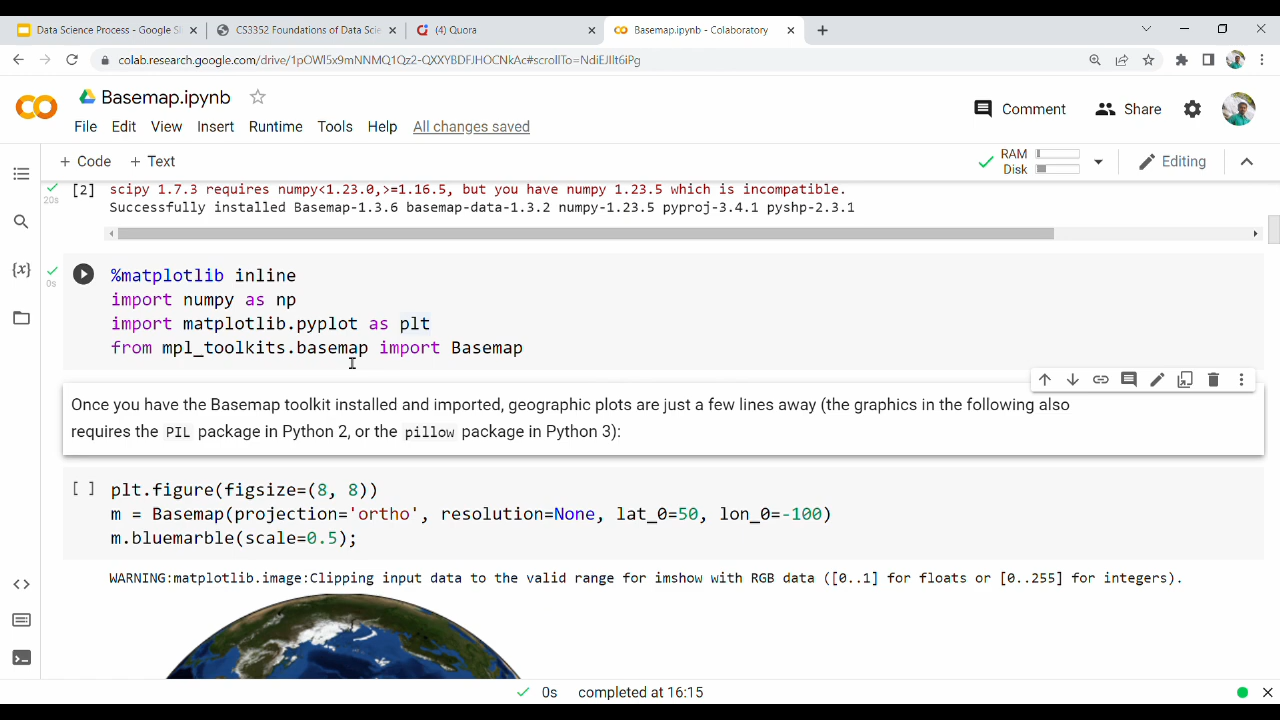 Data Science Process - Google Sl
CS3352 Foundations of Data Scie
(4) Quora
Basemap.ipynb - Colaboratory
colab.research.google.com/drive/1pOWl5x9mNNMQ1Qz2-QXXYBDFJHOCNkAc#scrollTo=NdiEJIlt6iPg
Basemap.ipynb
File Edit View Insert Runtime Tools Help All changes saved
Comment Share
+ Code + Text
RAM
Disk
Editing
[2] scipy 1.7.3 requires numpy<1.23.0,>=1.16.5, but you have numpy 1.23.5 which is incompatible.
20s
Successfully installed Basemap-1.3.6 basemap-data-1.3.2 numpy-1.23.5 pyproj-3.4.1 pyshp-2.3.1
{x}
0s
%matplotlib inline
import numpy as np
import matplotlib.pyplot as plt
from mpl_toolkits.basemap import Basemap
Once you have the Basemap toolkit installed and imported, geographic plots are just a few lines away (the graphics in the following also
requires the PIL package in Python 2, or the pillow package in Python 3):
[ ] plt.figure(figsize=(8, 8))
m = Basemap(projection='ortho', resolution=None, lat_0=50, lon_0=-100)
m.bluemarble(scale=0.5);
WARNING:matplotlib.image:Clipping input data to the valid range for imshow with RGB data ([0..1] for floats or [0..255] for integers).
0s completed at 16:15